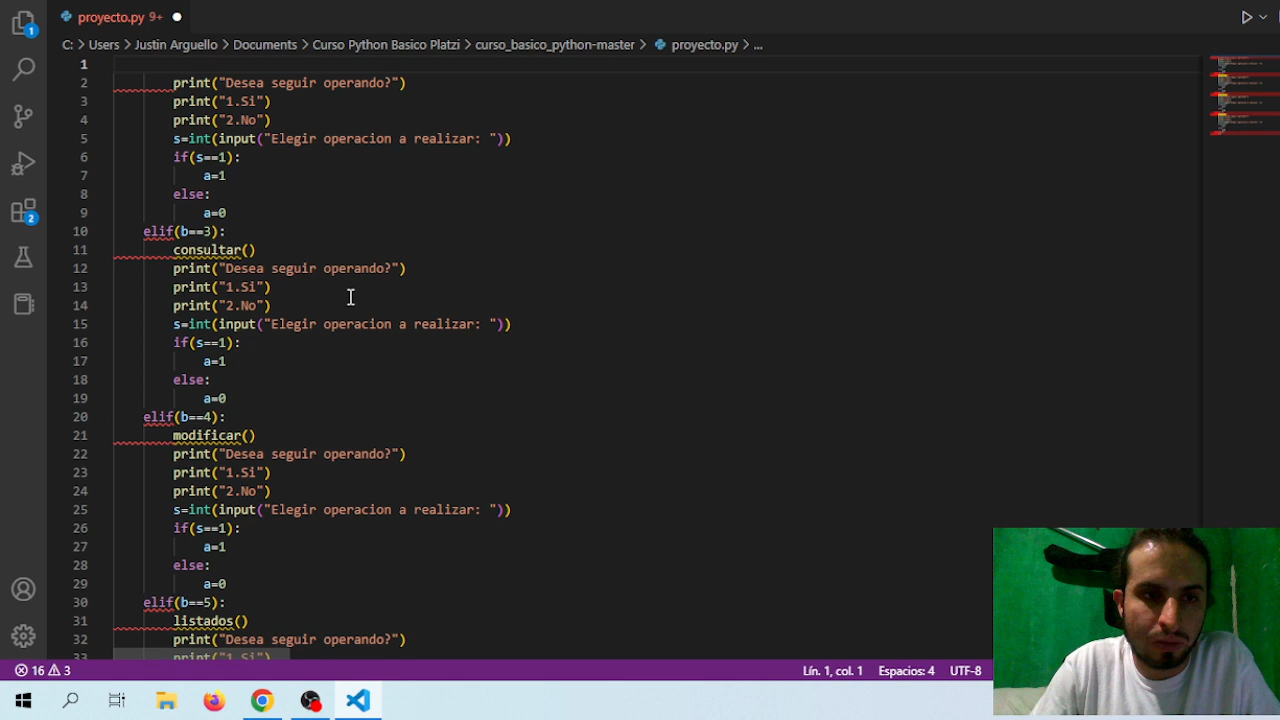 proyecto.py 9+
1
C: > Users > Justin Arguello > Documents > Curso Python Basico Platzi > curso_basico_python-master > proyecto.py > ...
1
2 print("Desea seguir operando?")
3 print("1.Si")
4 print("2.No")
5 s=int(input("Elegir operacion a realizar: "))
6 if(s==1):
7 a=1
8 else:
9 a=0
10 elif(b==3):
2
11 consultar()
12 print("Desea seguir operando?")
13 print("1.Si")
14 print("2.No")
15 s=int(input("Elegir operacion a realizar: "))
16 if(s==1):
17 a=1
18 else:
19 a=0
20 elif(b==4):
21 modificar()
22 print("Desea seguir operando?")
23 print("1.Si")
24 print("2.No")
25 s=int(input("Elegir operacion a realizar: "))
26 if(s==1):
27 a=1
28 else:
29 a=0
30 elif(b==5):
31 listados()
32 print("Desea seguir operando?")
33 print("1.Si")
16 3 Lín. 1, col. 1 Espacios: 4 UTF-8